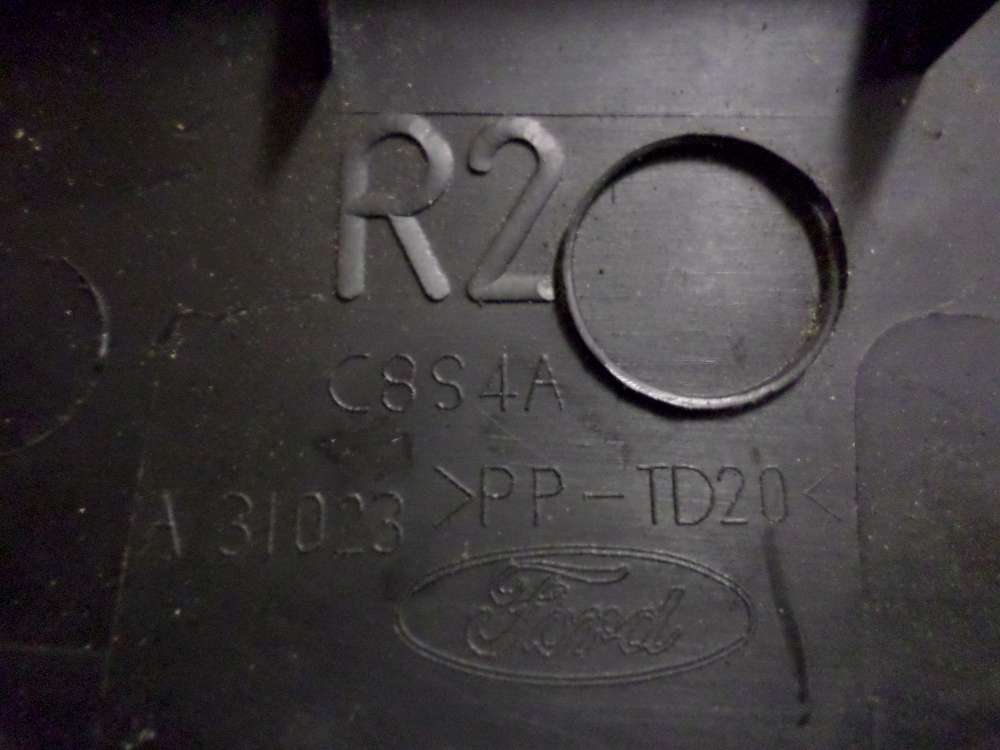 R2
C8S4A
A 31023
>PP-TD20<
Ford